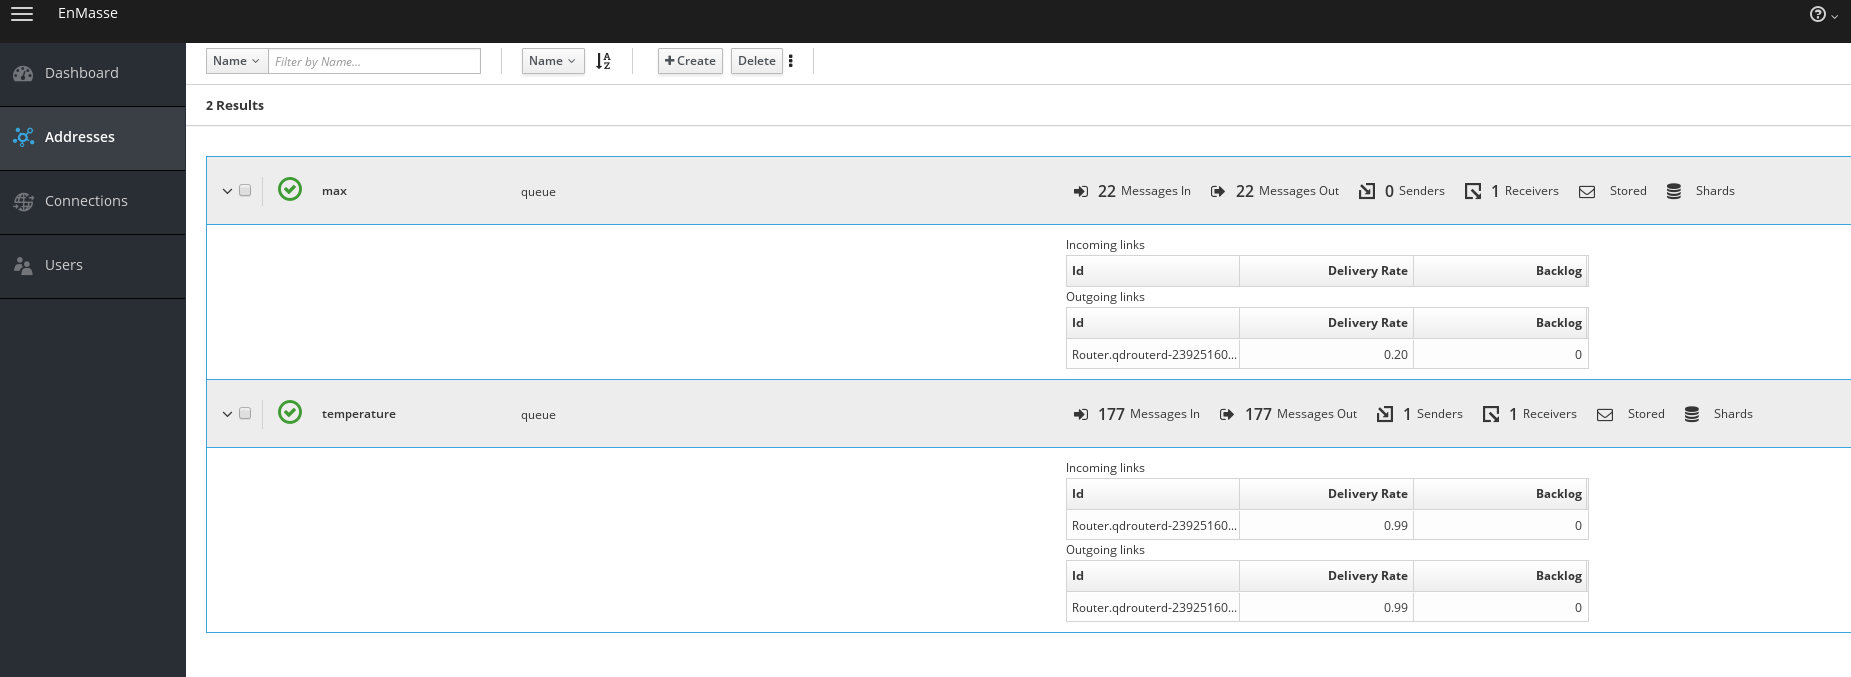 EnMasse
Dashboard
Addresses
Connections
Users
Name Filter by Name... Name A Z Create Delete
2 Results
max queue 22 Messages In 22 Messages Out 0 Senders 1 Receivers Stored Shards
Incoming links
Id Delivery Rate Backlog
Outgoing links
Id Delivery Rate Backlog
Router.qdrouterd-23925160... 0.20 0
temperature queue 177 Messages In 177 Messages Out 1 Senders 1 Receivers Stored Shards
Incoming links
Id Delivery Rate Backlog
Router.qdrouterd-23925160... 0.99 0
Outgoing links
Id Delivery Rate Backlog
Router.qdrouterd-23925160... 0.99 0